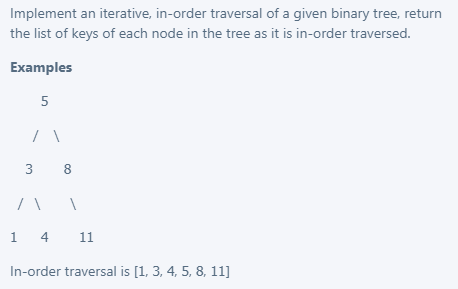 Implement an iterative, in-order traversal of a given binary tree, return
the list of keys of each node in the tree as it is in-order traversed.
Examples
5
/ \
3 8
/ \ \
1 4 11
In-order traversal is [1, 3, 4, 5, 8, 11]